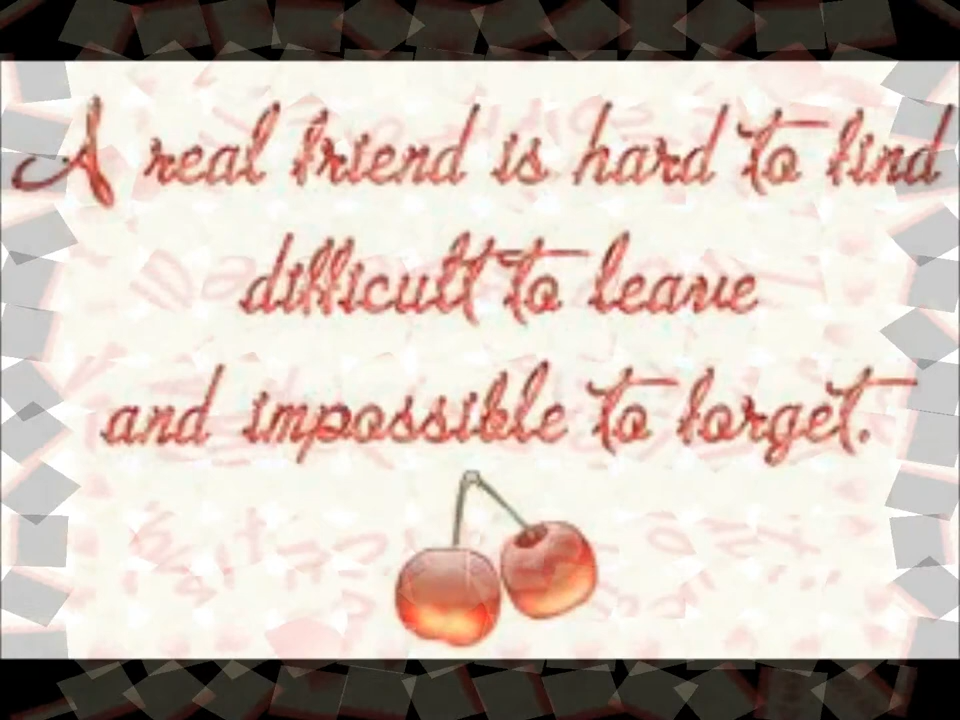 A real friend is hard to find
difficult to leave
and impossible to forget.